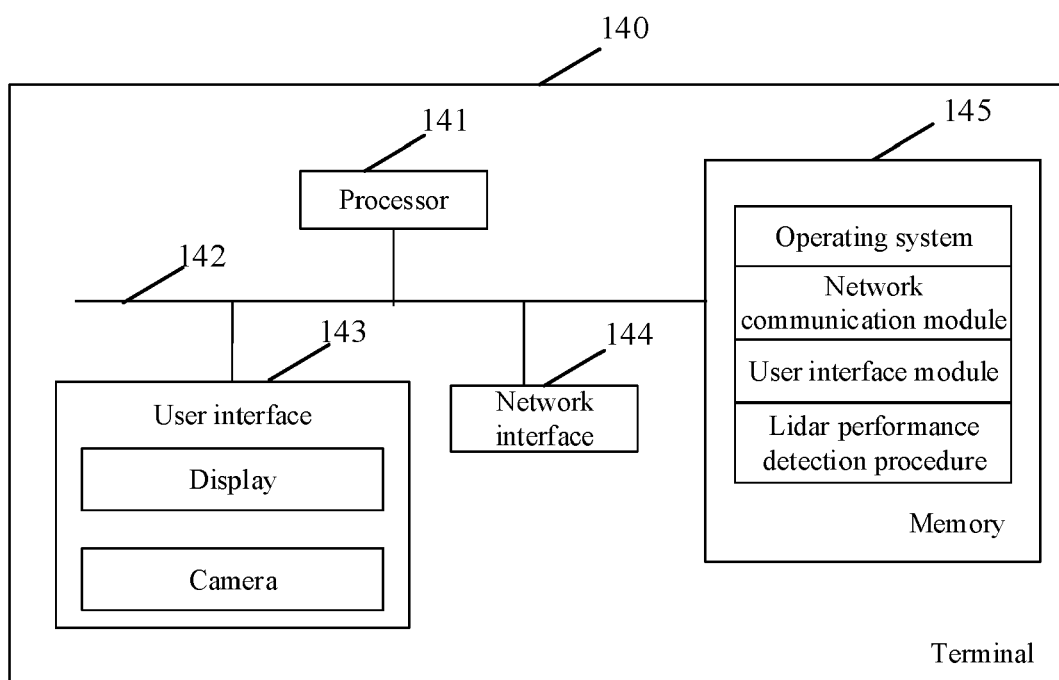 140
141
145
Processor
Operating system
142
Network
communication module
143
144
User interface module
User interface
Network
interface
Lidar performance
detection procedure
Display
Memory
Camera
Terminal